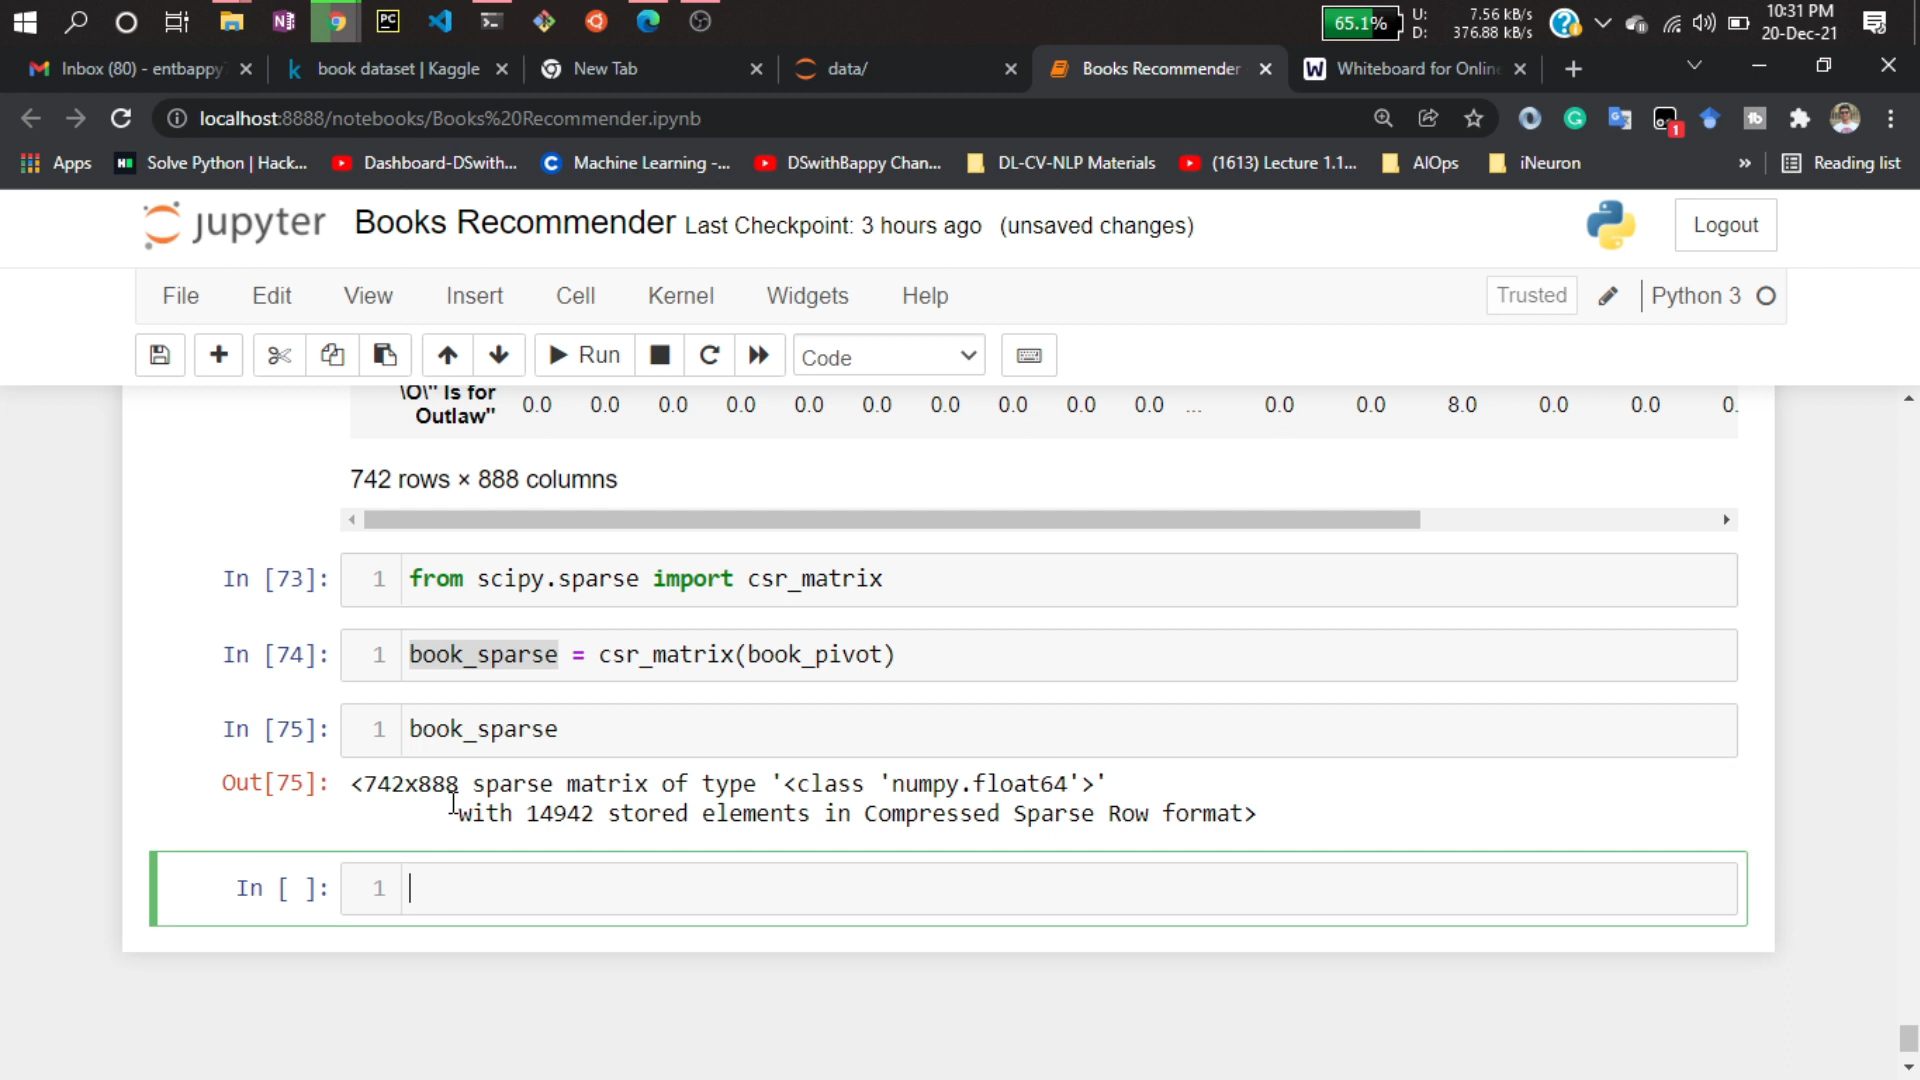 65.1%
U: 7.56 kB/s
D: 376.88 kB/s
10:31 PM
20-Dec-21
Inbox (80) - entbappy
book dataset | Kaggle
New Tab
data/
Books Recommender
Whiteboard for Online
localhost:8888/notebooks/Books%20Recommender.ipynb
1
Apps
Solve Python | Hack...
Dashboard-DSwith...
Machine Learning -...
DSwithBappy Chan...
DL-CV-NLP Materials
(1613) Lecture 1.1...
AIOps
iNeuron
»
Reading list
jupyter Books Recommender Last Checkpoint: 3 hours ago (unsaved changes)
Logout
File Edit View Insert Cell Kernel Widgets Help
Trusted
Python 3
Run
Code
\O\" Is for
Outlaw"
0.0 0.0 0.0 0.0 0.0 0.0 0.0 0.0 0.0 0.0 ... 0.0 0.0 8.0 0.0 0.0 0.
742 rows × 888 columns
In [73]: 1 from scipy.sparse import csr_matrix
In [74]: 1 book_sparse = csr_matrix(book_pivot)
In [75]: 1 book_sparse
Out[75]: <742x888 sparse matrix of type '<class 'numpy.float64'>'
with 14942 stored elements in Compressed Sparse Row format>
In [ ]: 1